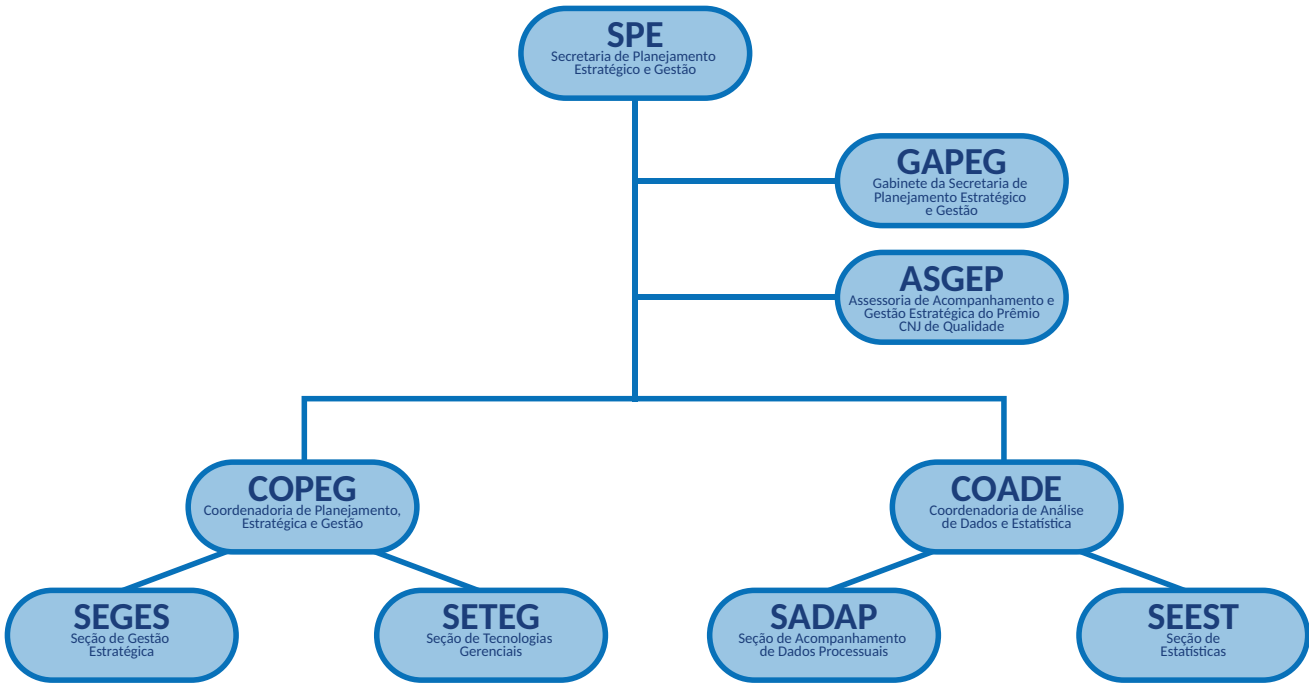 SPE
Secretaria de Planejamento
Estratégico e Gestão
GAPEG
Gabinete da Secretaria de
Planejamento Estratégico
e Gestão
ASGEP
Assessoria de Acompanhamento e
Gestão Estratégica do Prêmio
CNJ de Qualidade
COPEG
Coordenadoria de Planejamento,
Estratégica e Gestão
COADE
Coordenadoria de Análise
de Dados e Estatística
SEGES
Seção de Gestão
Estratégica
SETEG
Seção de Tecnologias
Gerenciais
SADAP
Seção de Acompanhamento
de Dados Processuais
SEEST
Seção de
Estatísticas